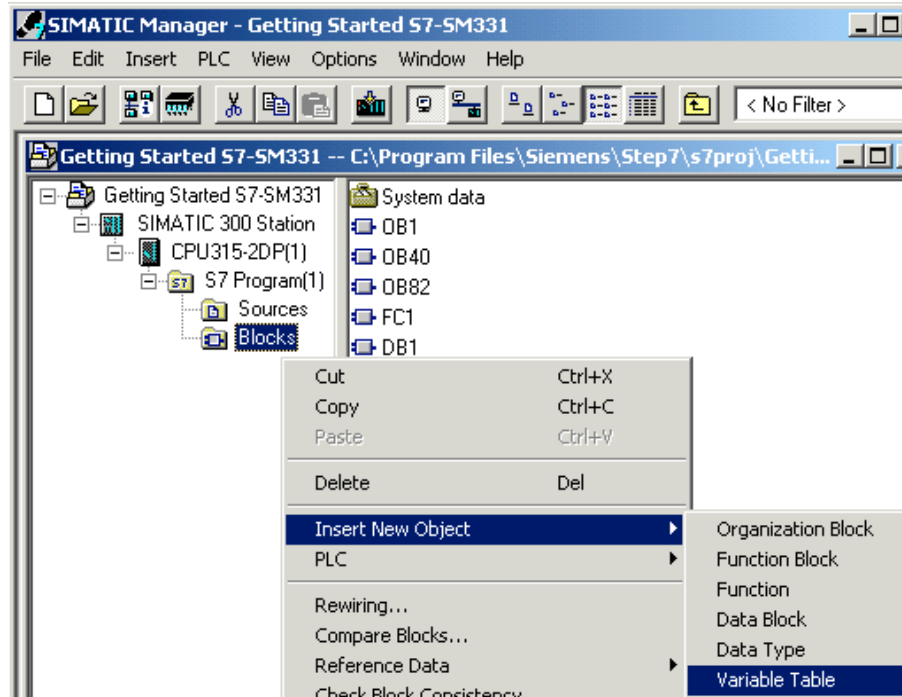 SIMATIC Manager - Getting Started S7-SM331
File Edit Insert PLC View Options Window Help
< No Filter >
Getting Started S7-SM331 -- C:\Program Files\Siemens\Step7\s7proj\Getti...
Getting Started S7-SM331
SIMATIC 300 Station
CPU315-2DP(1)
S7 Program(1)
Sources
Blocks
System data
OB1
OB40
OB82
FC1
DB1
Cut Ctrl+X
Copy Ctrl+C
Paste Ctrl+V
Delete Del
Insert New Object
PLC
Rewiring...
Compare Blocks...
Reference Data
Check Block Consistency
Organization Block
Function Block
Function
Data Block
Data Type
Variable Table